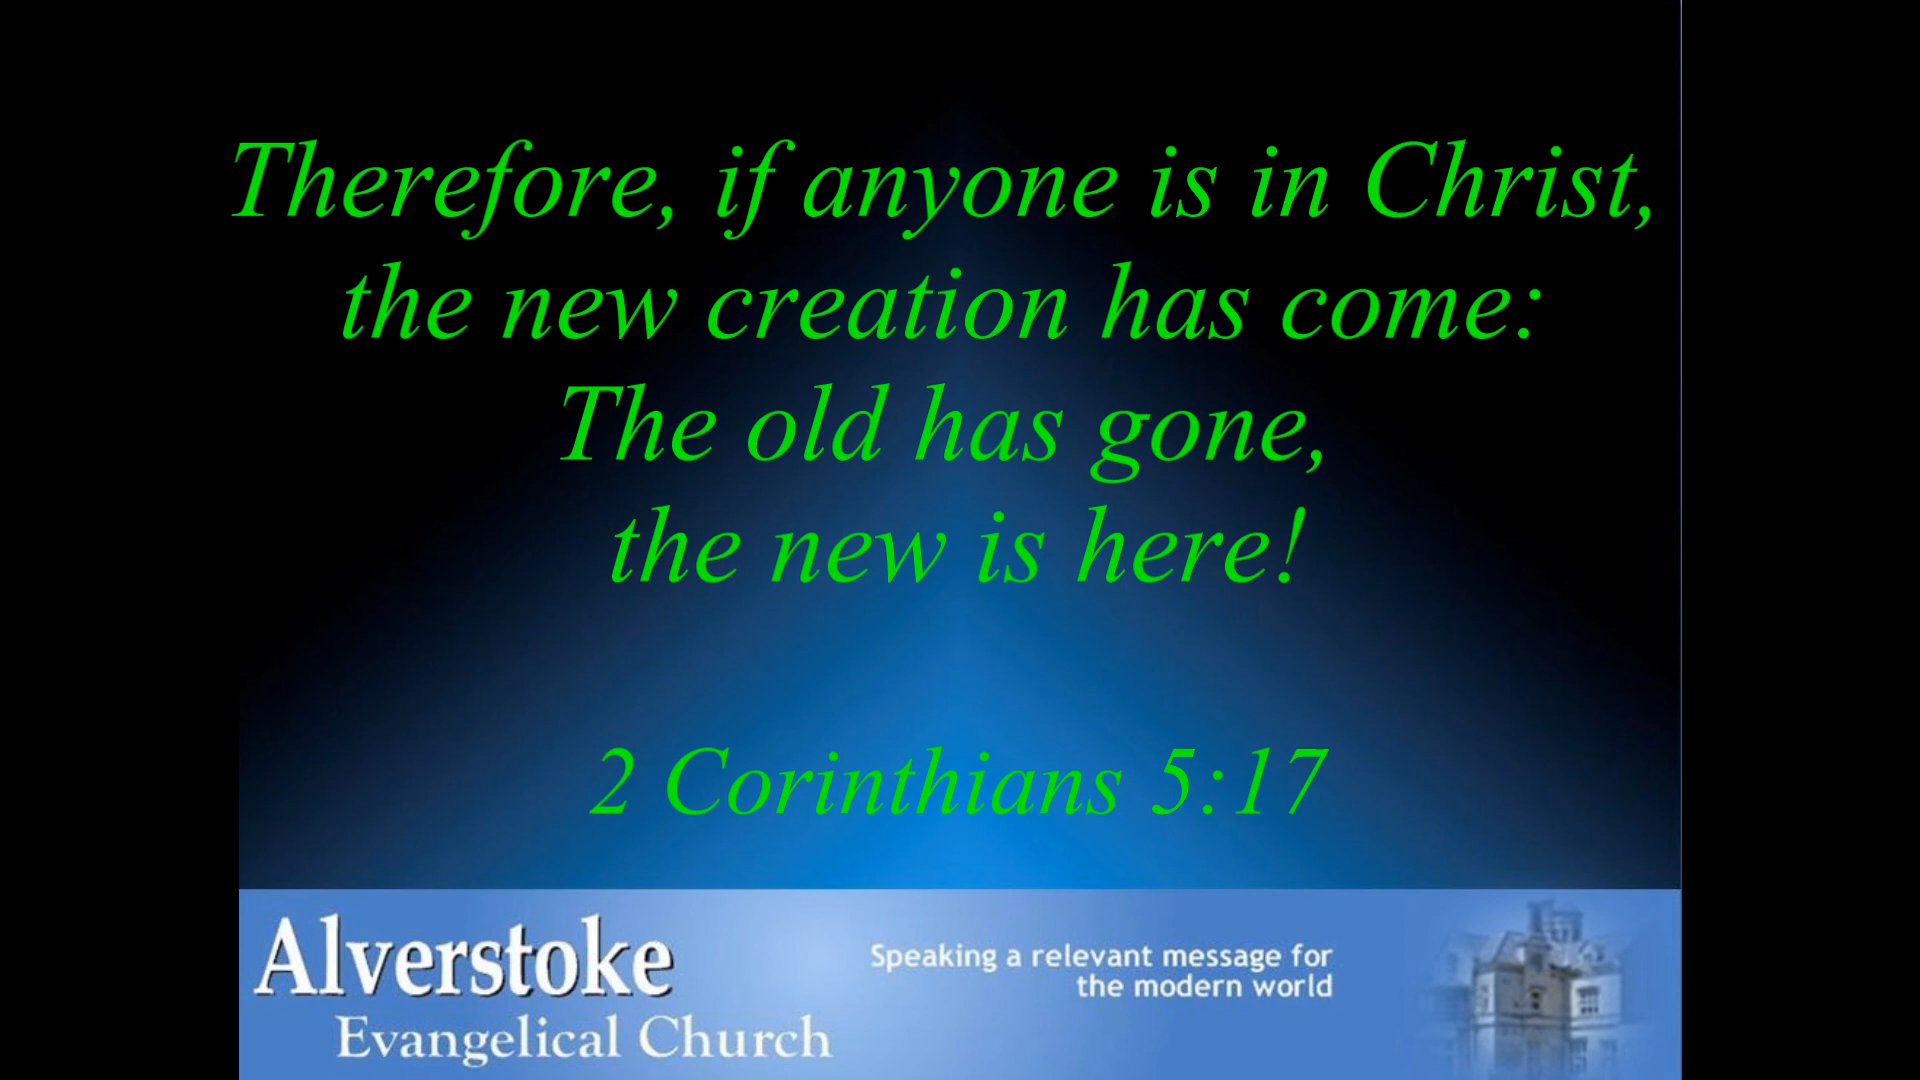 Therefore, if anyone is in Christ,
the new creation has come:
The old has gone,
the new is here!
2 Corinthians 5:17
Alverstoke
Evangelical Church
Speaking a relevant message for
the modern world